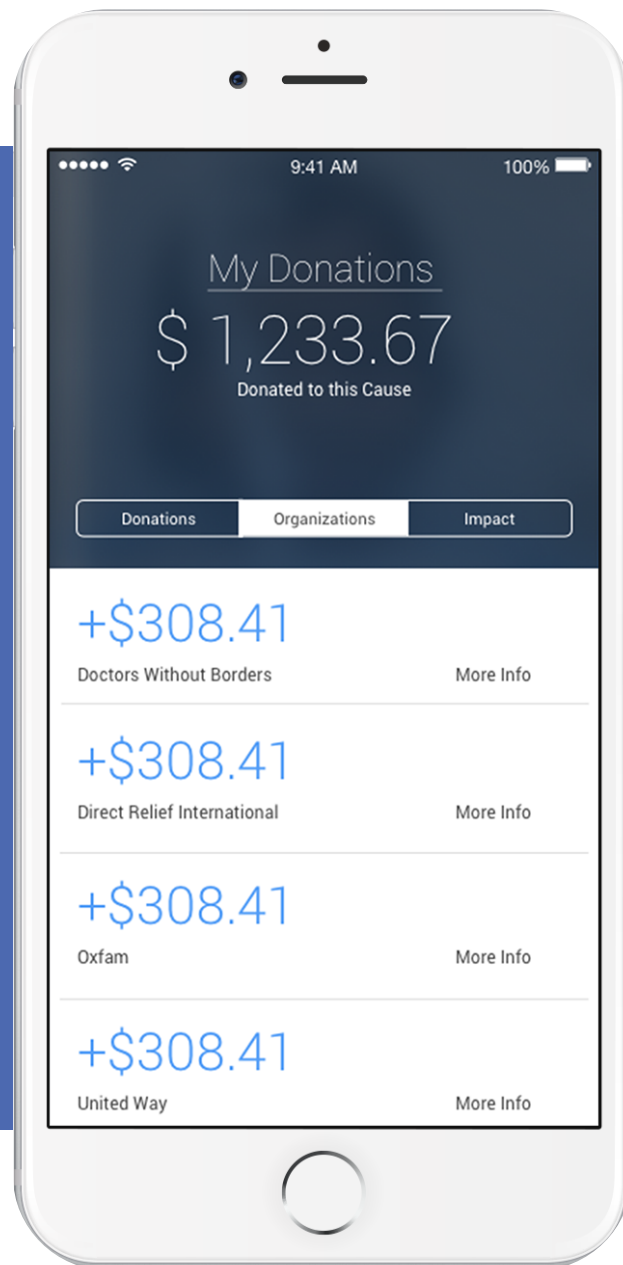 9:41 AM 100%
My Donations
$ 1,233.67
Donated to this Cause
Donations Organizations Impact
+$308.41
Doctors Without Borders More Info
+$308.41
Direct Relief International More Info
+$308.41
Oxfam More Info
+$308.41
United Way More Info